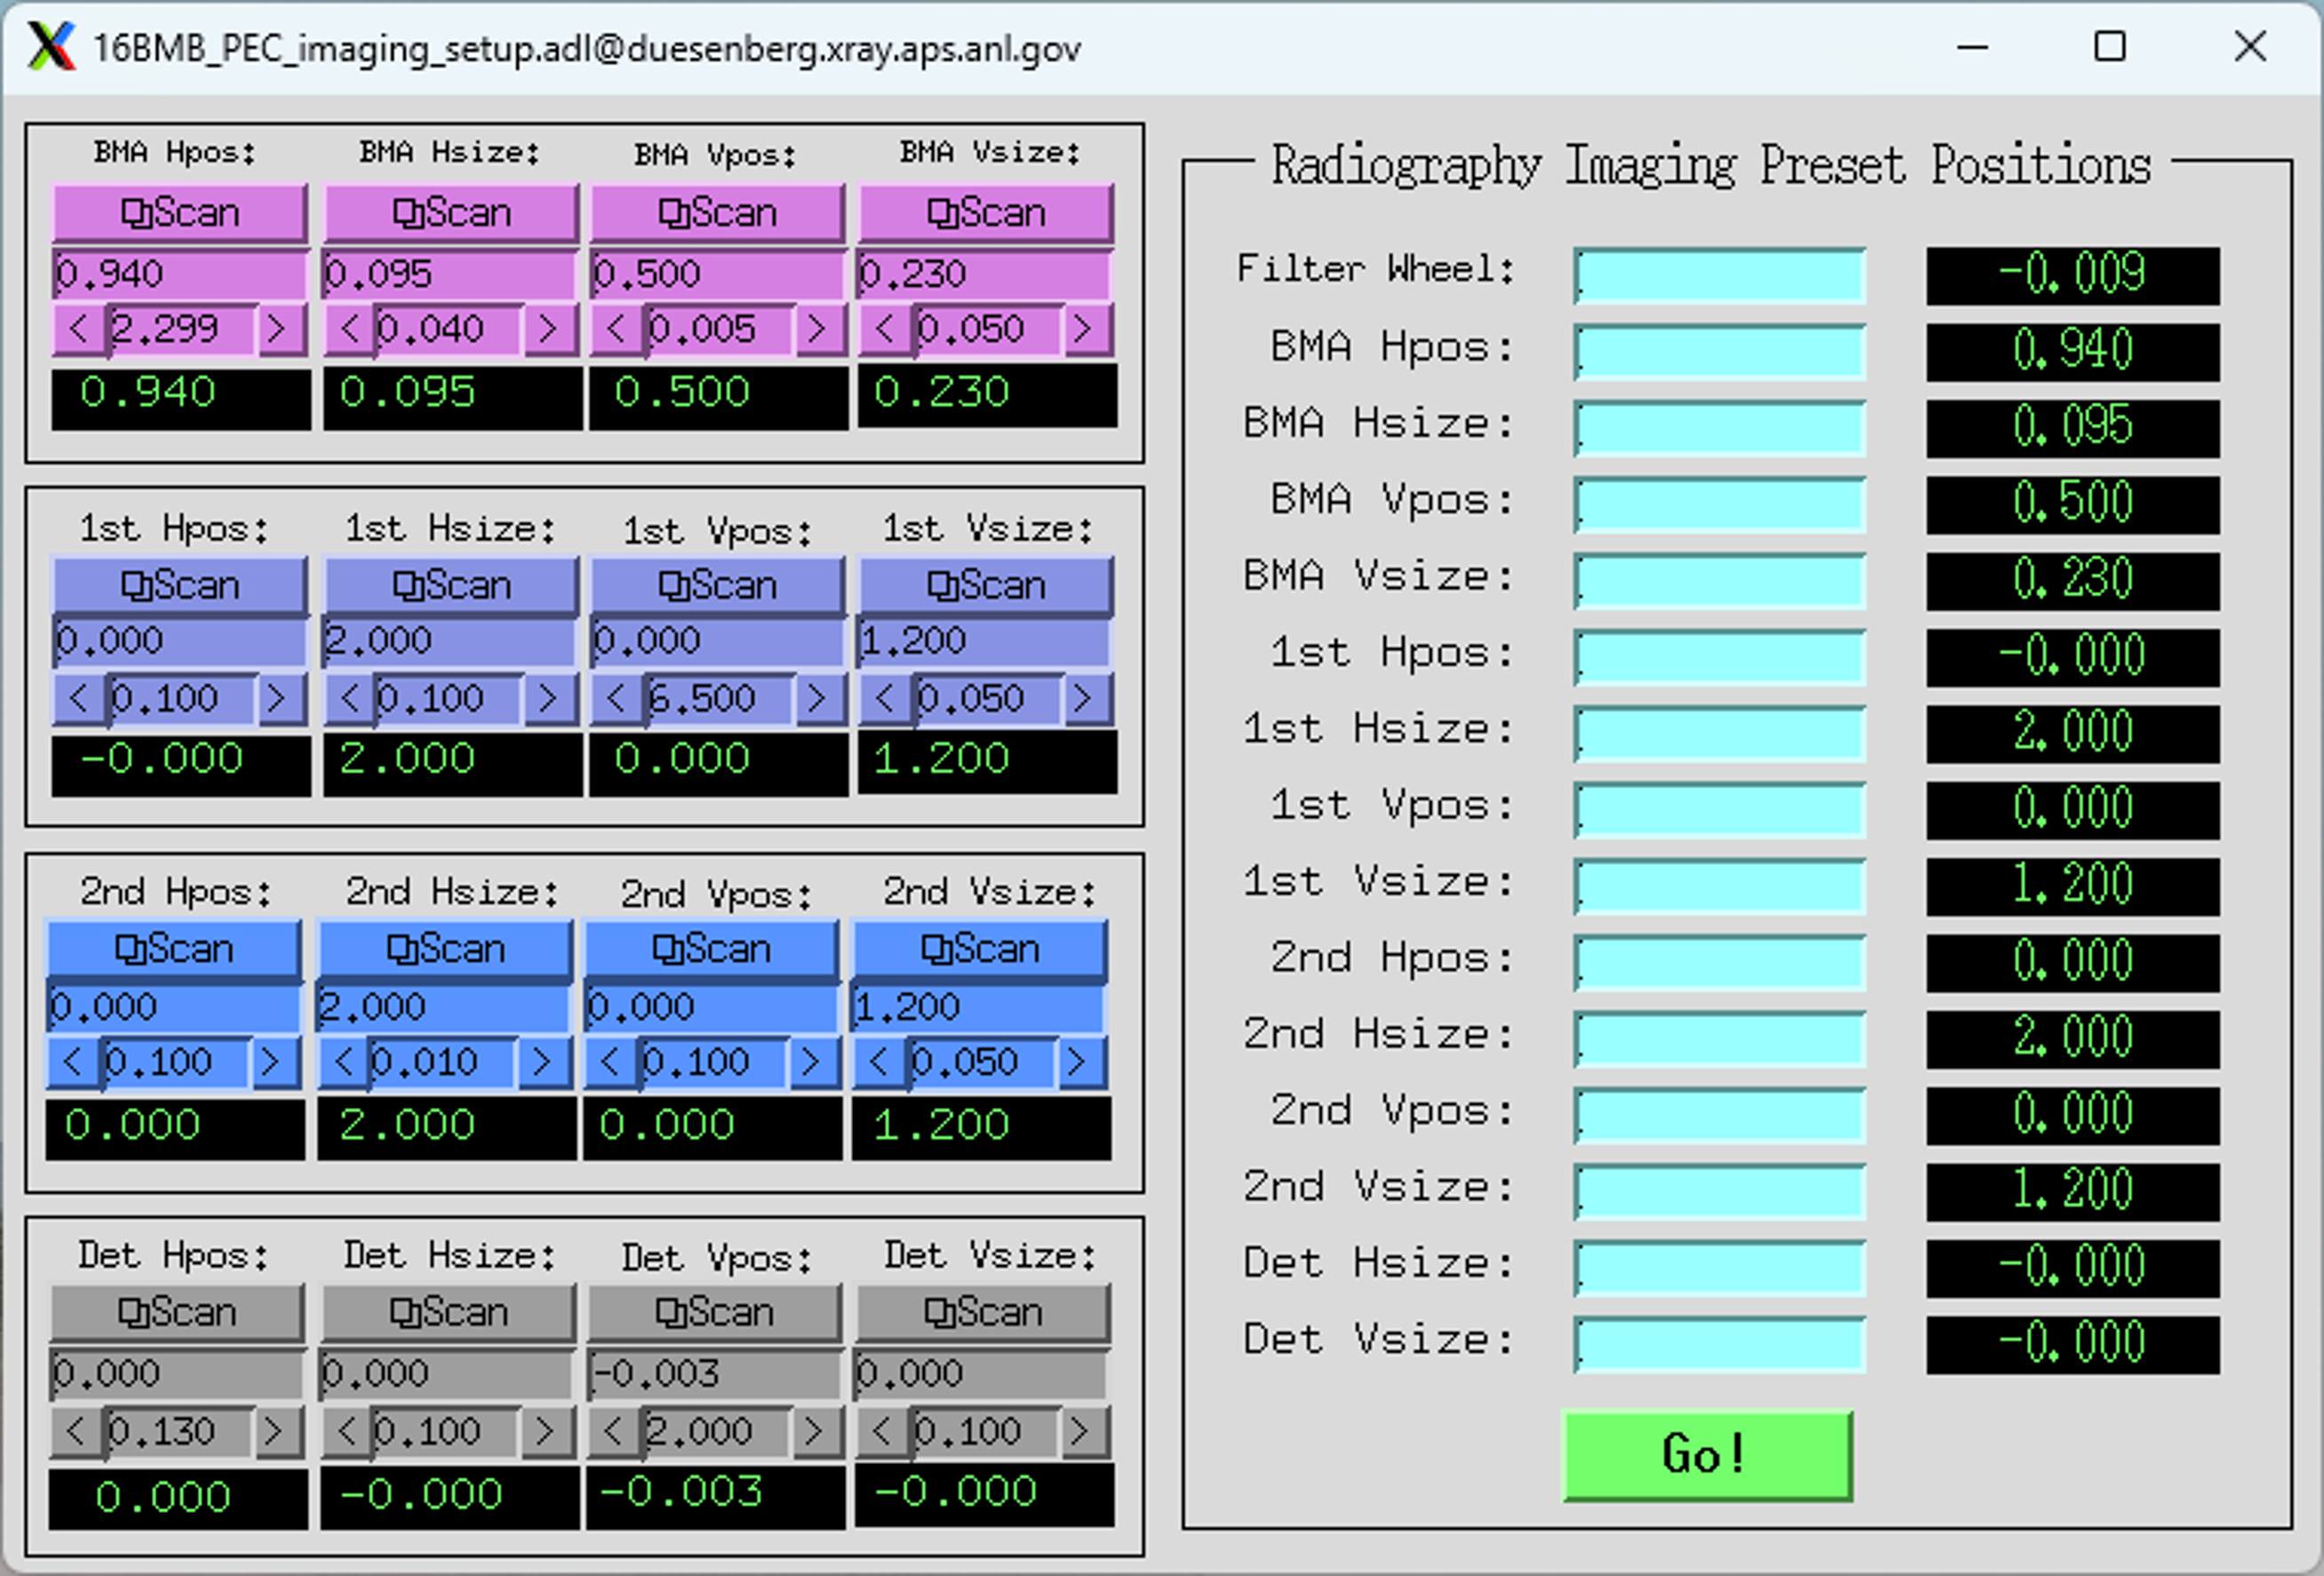 16BMB_PEC_imaging_setup.adl@duesenberg.xray.aps.anl.gov
BMA Hpos: BMA Hsize: BMA Vpos: BMA Vsize:
Scan Scan Scan Scan
0.940 0.095 0.500 0.230
< 2.299 > < 0.040 > < 0.005 > < 0.050 >
0.940 0.095 0.500 0.230
1st Hpos: 1st Hsize: 1st Vpos: 1st Vsize:
Scan Scan Scan Scan
0.000 2.000 0.000 1.200
< 0.100 > < 0.100 > < 6.500 > < 0.050 >
-0.000 2.000 0.000 1.200
2nd Hpos: 2nd Hsize: 2nd Vpos: 2nd Vsize:
Scan Scan Scan Scan
0.000 2.000 0.000 1.200
< 0.100 > < 0.010 > < 0.100 > < 0.050 >
0.000 2.000 0.000 1.200
Det Hpos: Det Hsize: Det Vpos: Det Vsize:
Scan Scan Scan Scan
0.000 0.000 -0.003 0.000
< 0.130 > < 0.100 > < 2.000 > < 0.100 >
0.000 -0.000 -0.003 -0.000
Radiography Imaging Preset Positions
Filter Wheel: -0.009
BMA Hpos: 0.940
BMA Hsize: 0.095
BMA Vpos: 0.500
BMA Vsize: 0.230
1st Hpos: -0.000
1st Hsize: 2.000
1st Vpos: 0.000
1st Vsize: 1.200
2nd Hpos: 0.000
2nd Hsize: 2.000
2nd Vpos: 0.000
2nd Vsize: 1.200
Det Hsize: -0.000
Det Vsize: -0.000
Go!